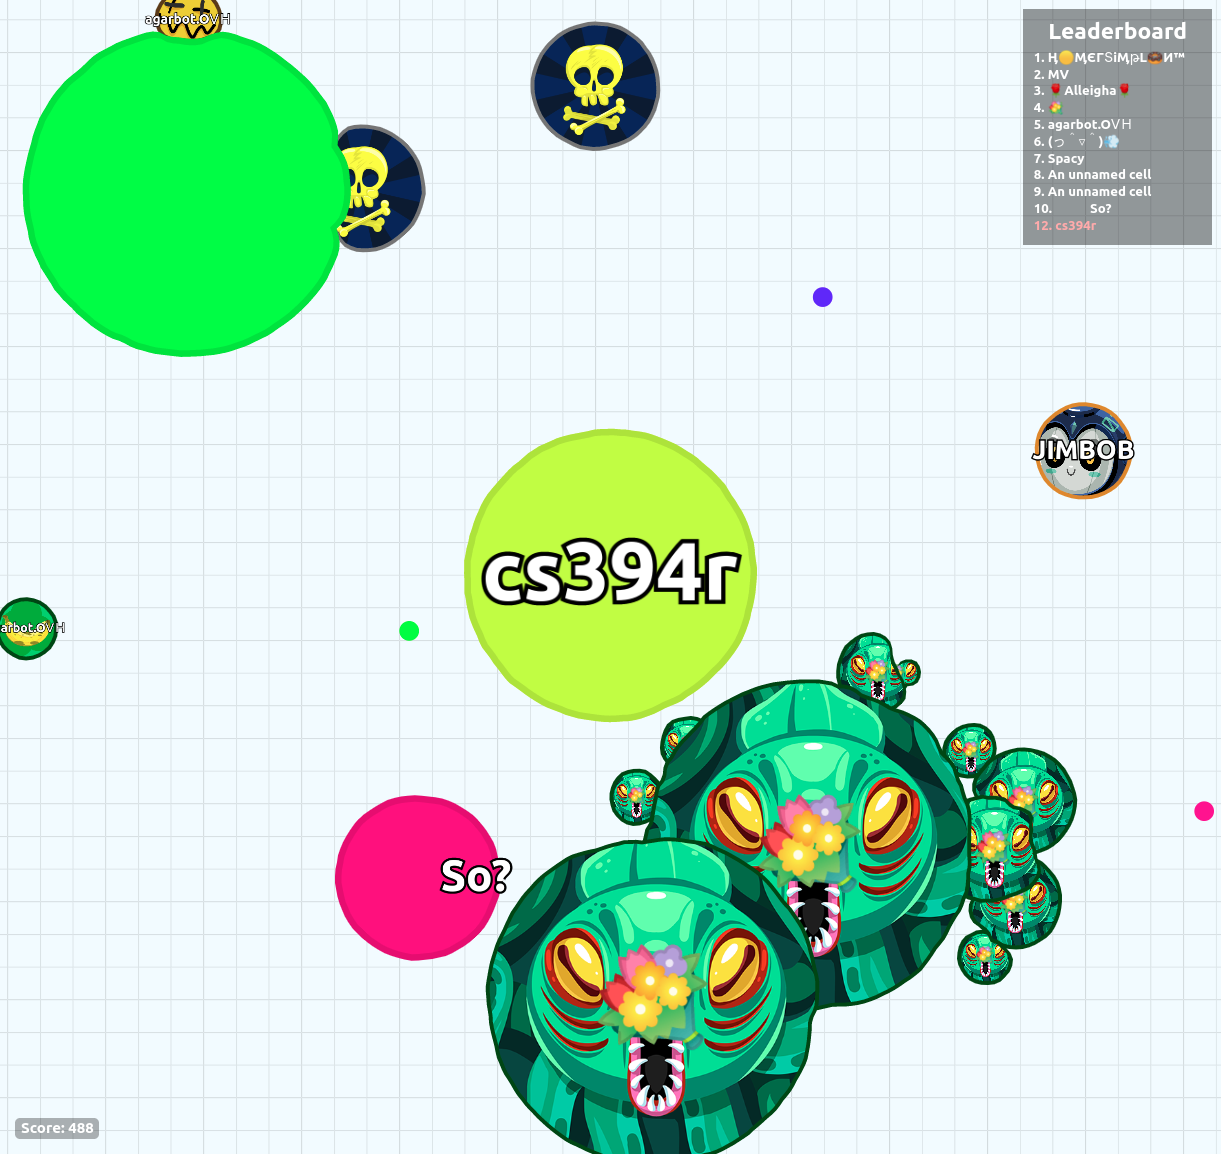 agarbot.OVH
Leaderboard
1. Ң🟡ӍЄГSiӍþL🍩И™
2. MV
3. 🌹Alleigha🌹
4. 💐
5. agarbot.OVH
6. (っ＾▿＾)💨
7. Spacy
8. An unnamed cell
9. An unnamed cell
10. So?
12. cs394r
JIMBOB
cs394r
arbot.OVH
So?
Score: 488